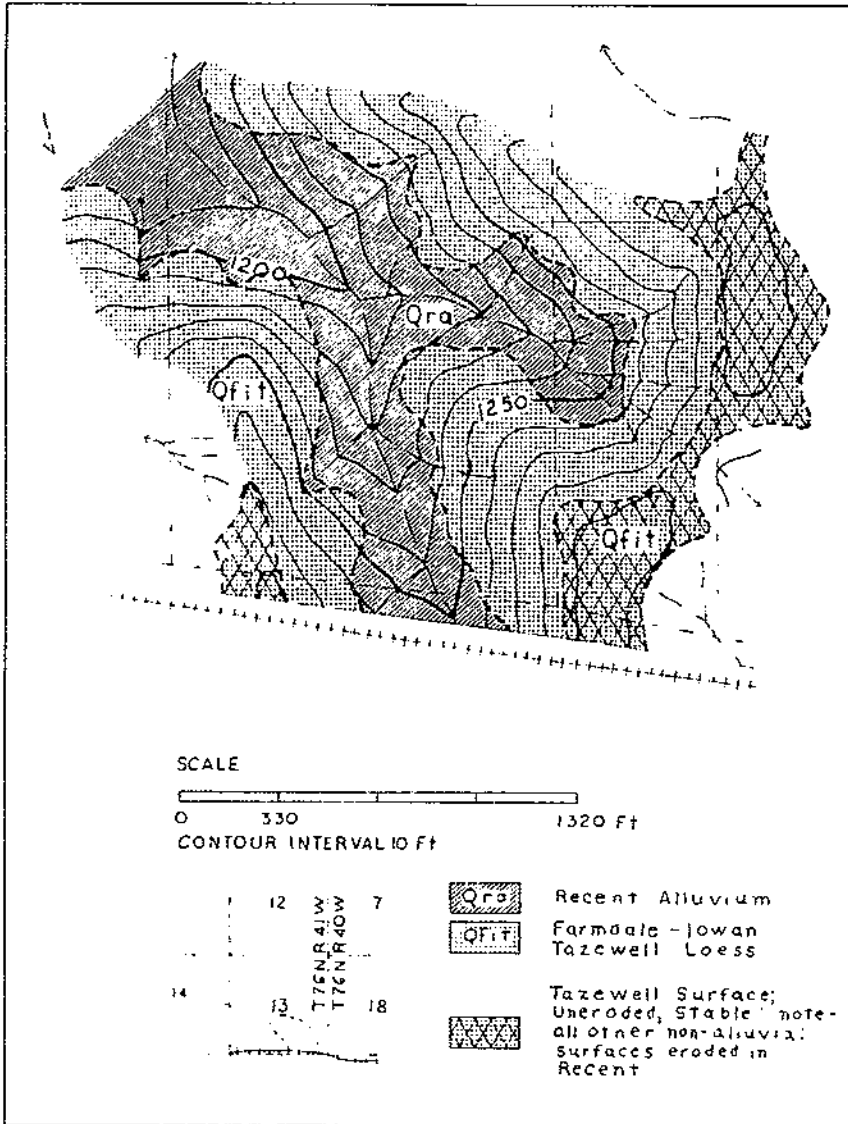 1200
Qra
Qfit
1250
Qfit
SCALE
0 330 1320 Ft
CONTOUR INTERVAL 10 Ft
12 7
T76N R41W
T76N R40W
14 13 18
Qra Recent Alluvium
Qfit Farmdale-Iowan
Tazewell Loess
Tazewell Surface;
Uneroded, Stable note-
all other non-alluvial
Surfaces eroded in
Recent